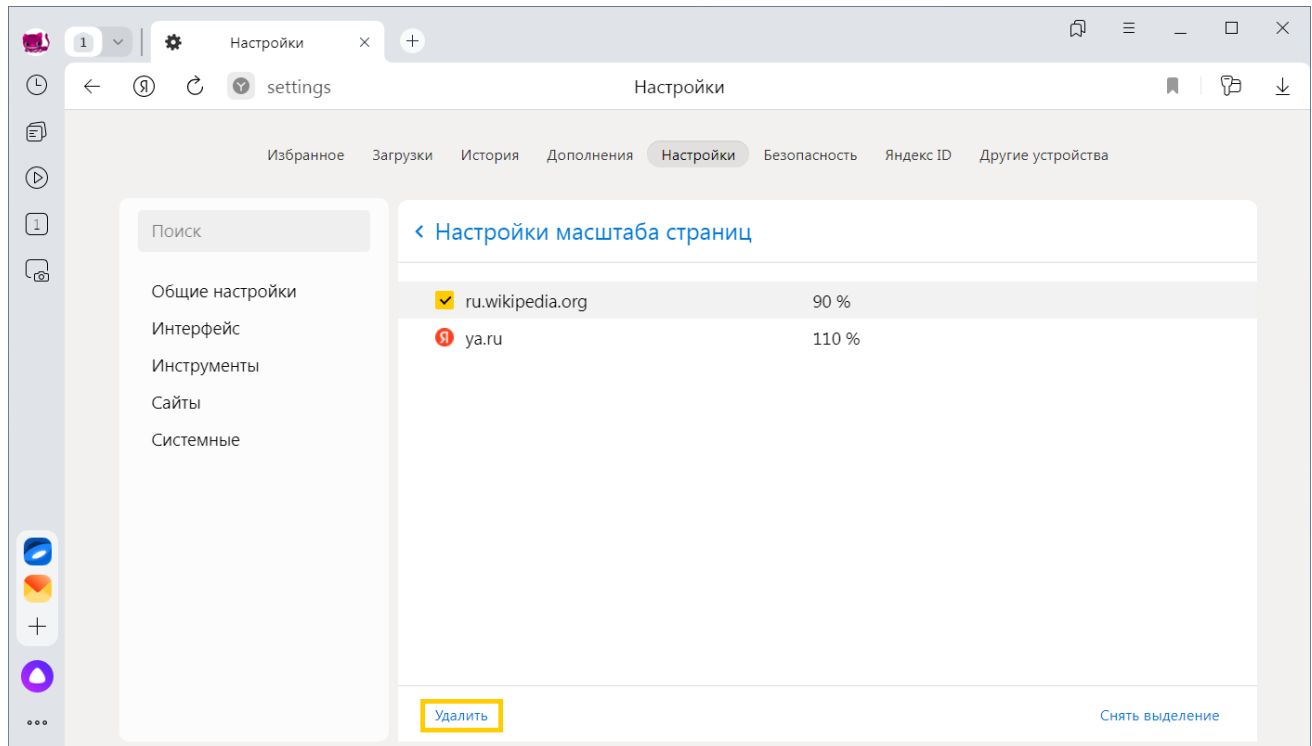 1
Настройки
settings
Настройки
Избранное Загрузки История Дополнения Настройки Безопасность Яндекс ID Другие устройства
1
Поиск
Общие настройки
Интерфейс
Инструменты
Сайты
Системные
Настройки масштаба страниц
ru.wikipedia.org 90 %
Я ya.ru 110 %
Удалить Снять выделение